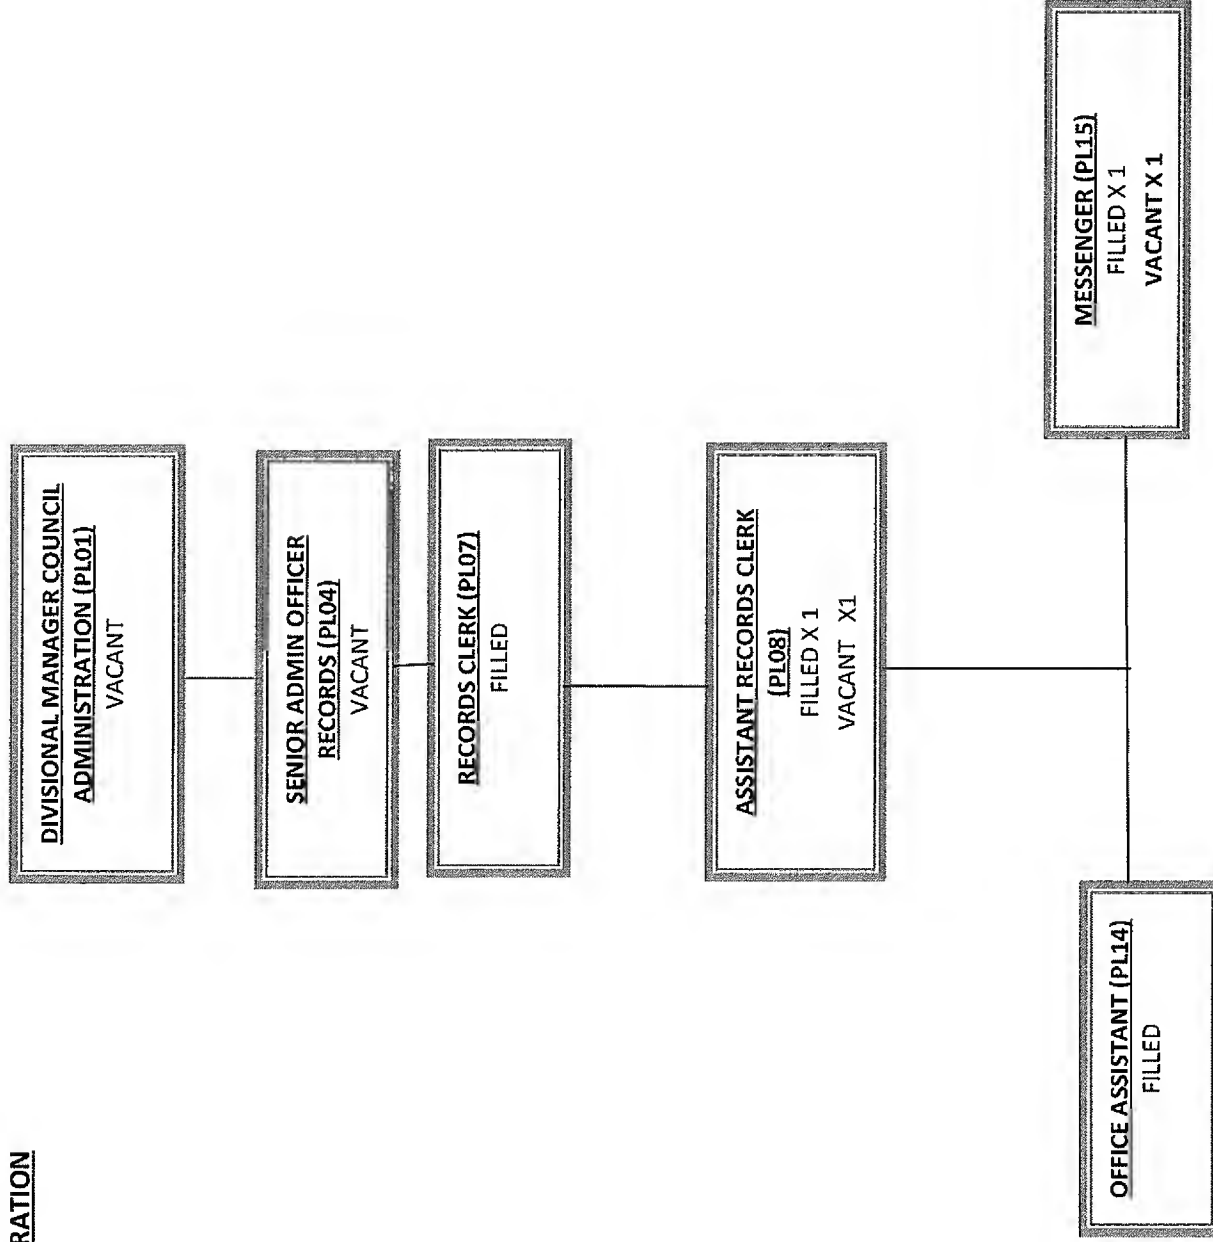 RATION
DIVISIONAL MANAGER COUNCIL
ADMINISTRATION (PL01)
VACANT
SENIOR ADMIN OFFICER
RECORDS (PL04)
VACANT
RECORDS CLERK (PL07)
FILLED
ASSISTANT RECORDS CLERK
(PL08)
FILLED X 1
VACANT X1
OFFICE ASSISTANT (PL14)
FILLED
MESSENGER (PL15)
FILLED X 1
VACANT X 1